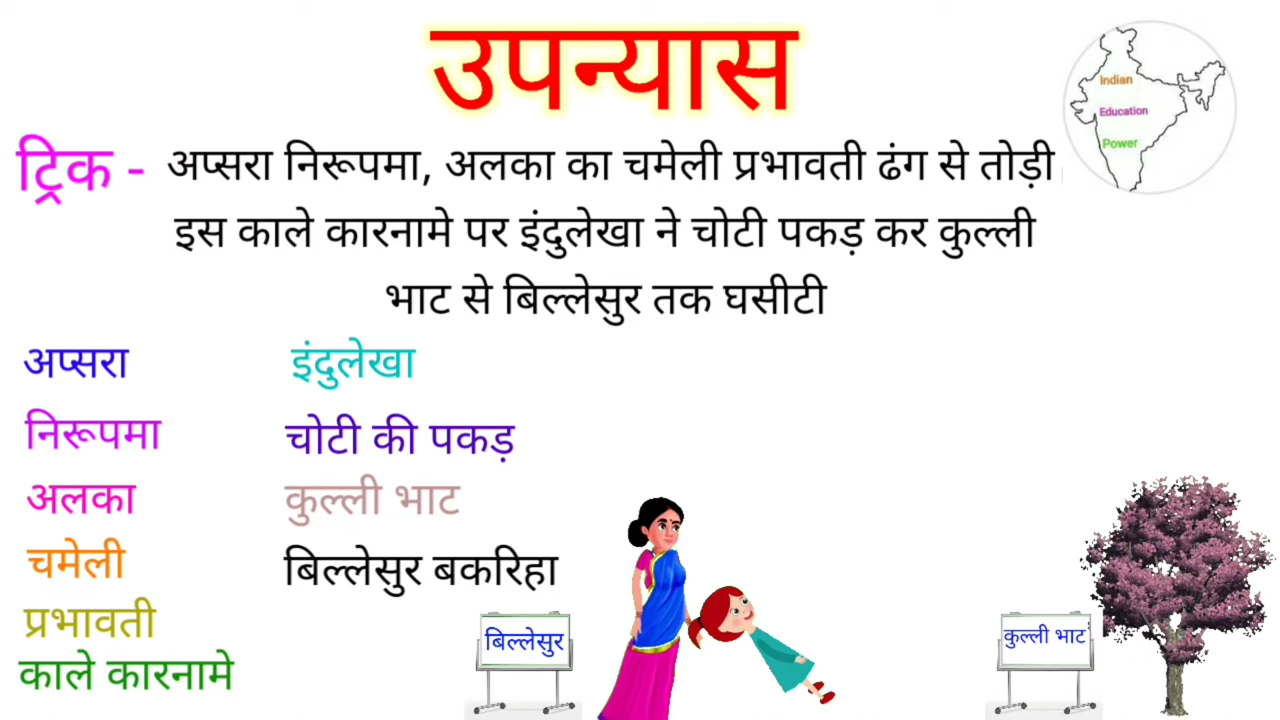 उपन्यास
Indian
Education
Power
ट्रिक - अप्सरा निरूपमा, अलका का चमेली प्रभावती ढंग से तोड़ी
इस काले कारनामे पर इंदुलेखा ने चोटी पकड़ कर कुल्ली
भाट से बिल्लेसुर तक घसीटी
अप्सरा
निरूपमा
अलका
चमेली
प्रभावती
काले कारनामे
इंदुलेखा
चोटी की पकड़
कुल्ली भाट
बिल्लेसुर बकरिहा
बिल्लेसुर
कुल्ली भाट